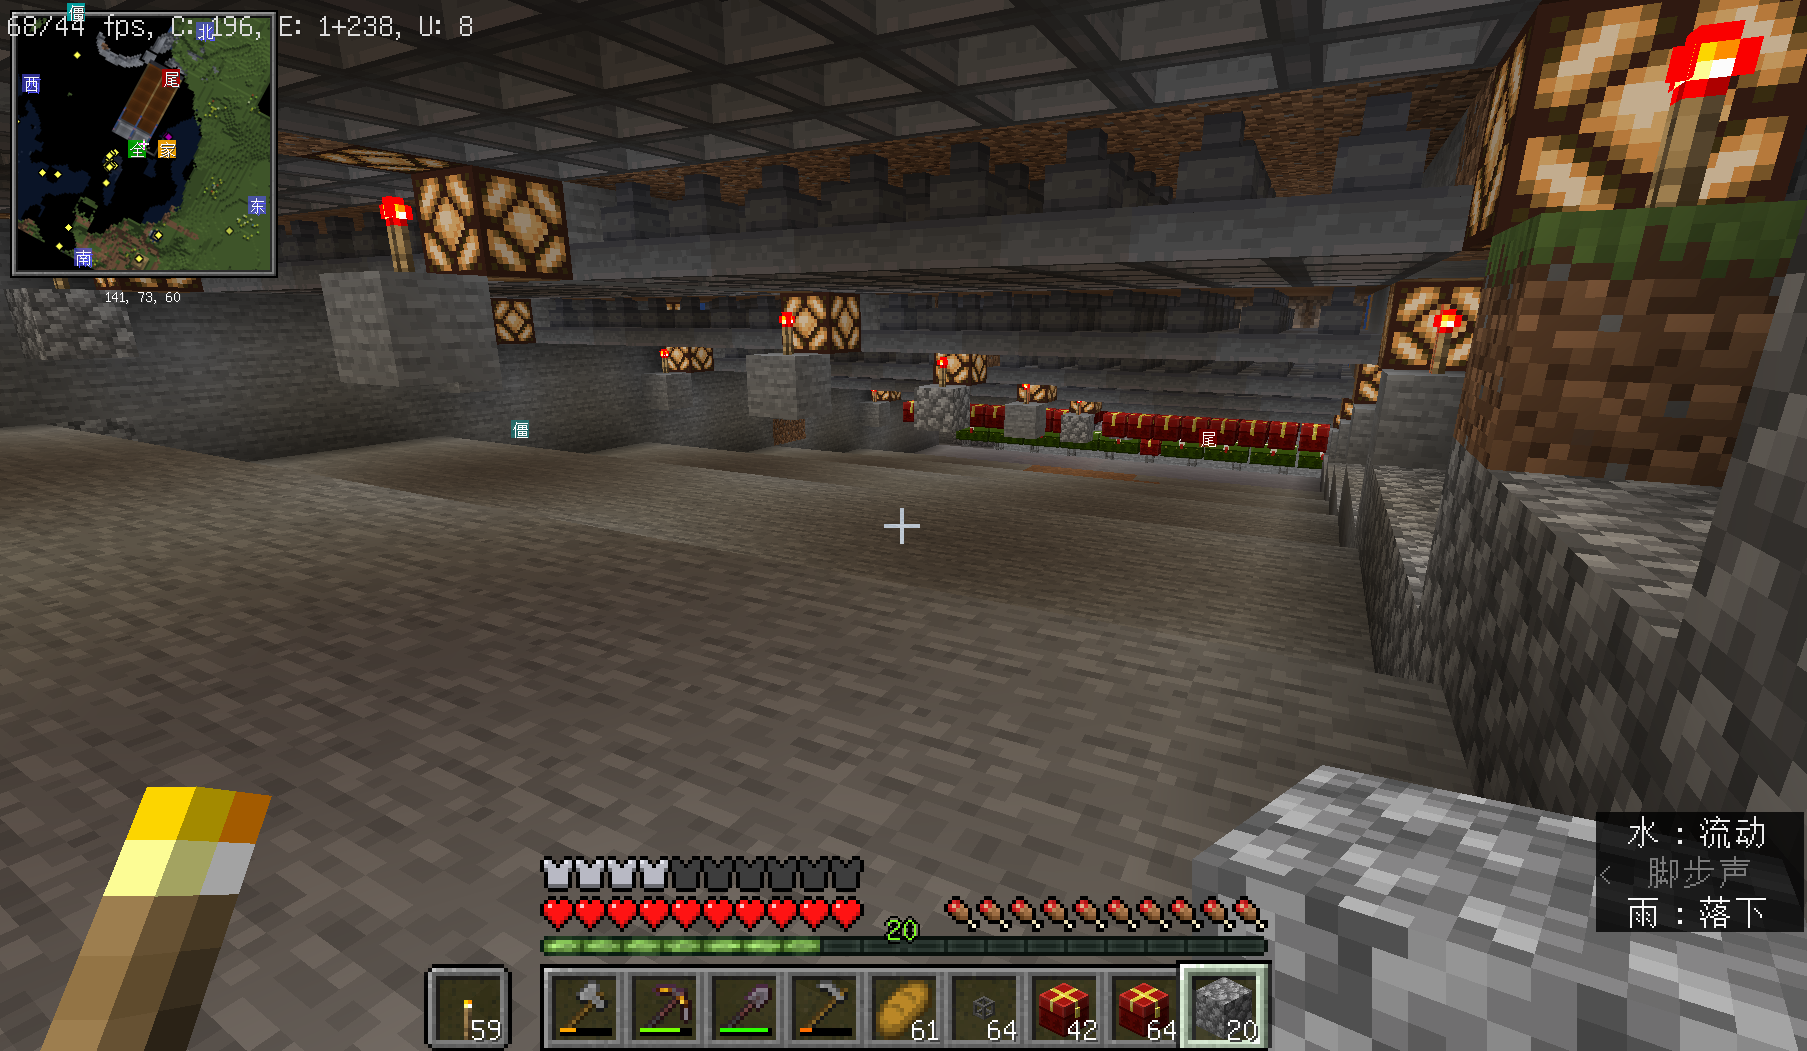 僵
68/44 fps, C: 196, E: 1+238, U: 8
北
尾
西
全
家
东
南
141, 73, 60
僵
尾
水 : 流动
< 脚步声
雨 : 落下
20
59
61
64
42
64
20